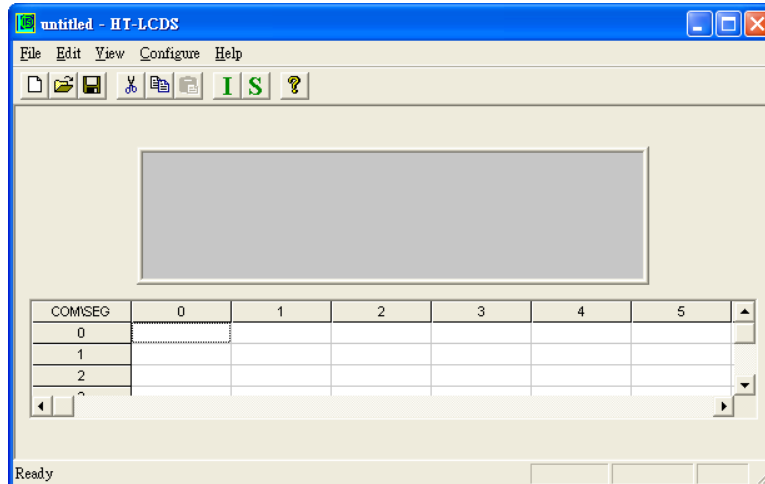 untitled - HT-LCDS
File Edit View Configure Help
I S ?
COM\SEG 0 1 2 3 4 5
0
1
2
Ready